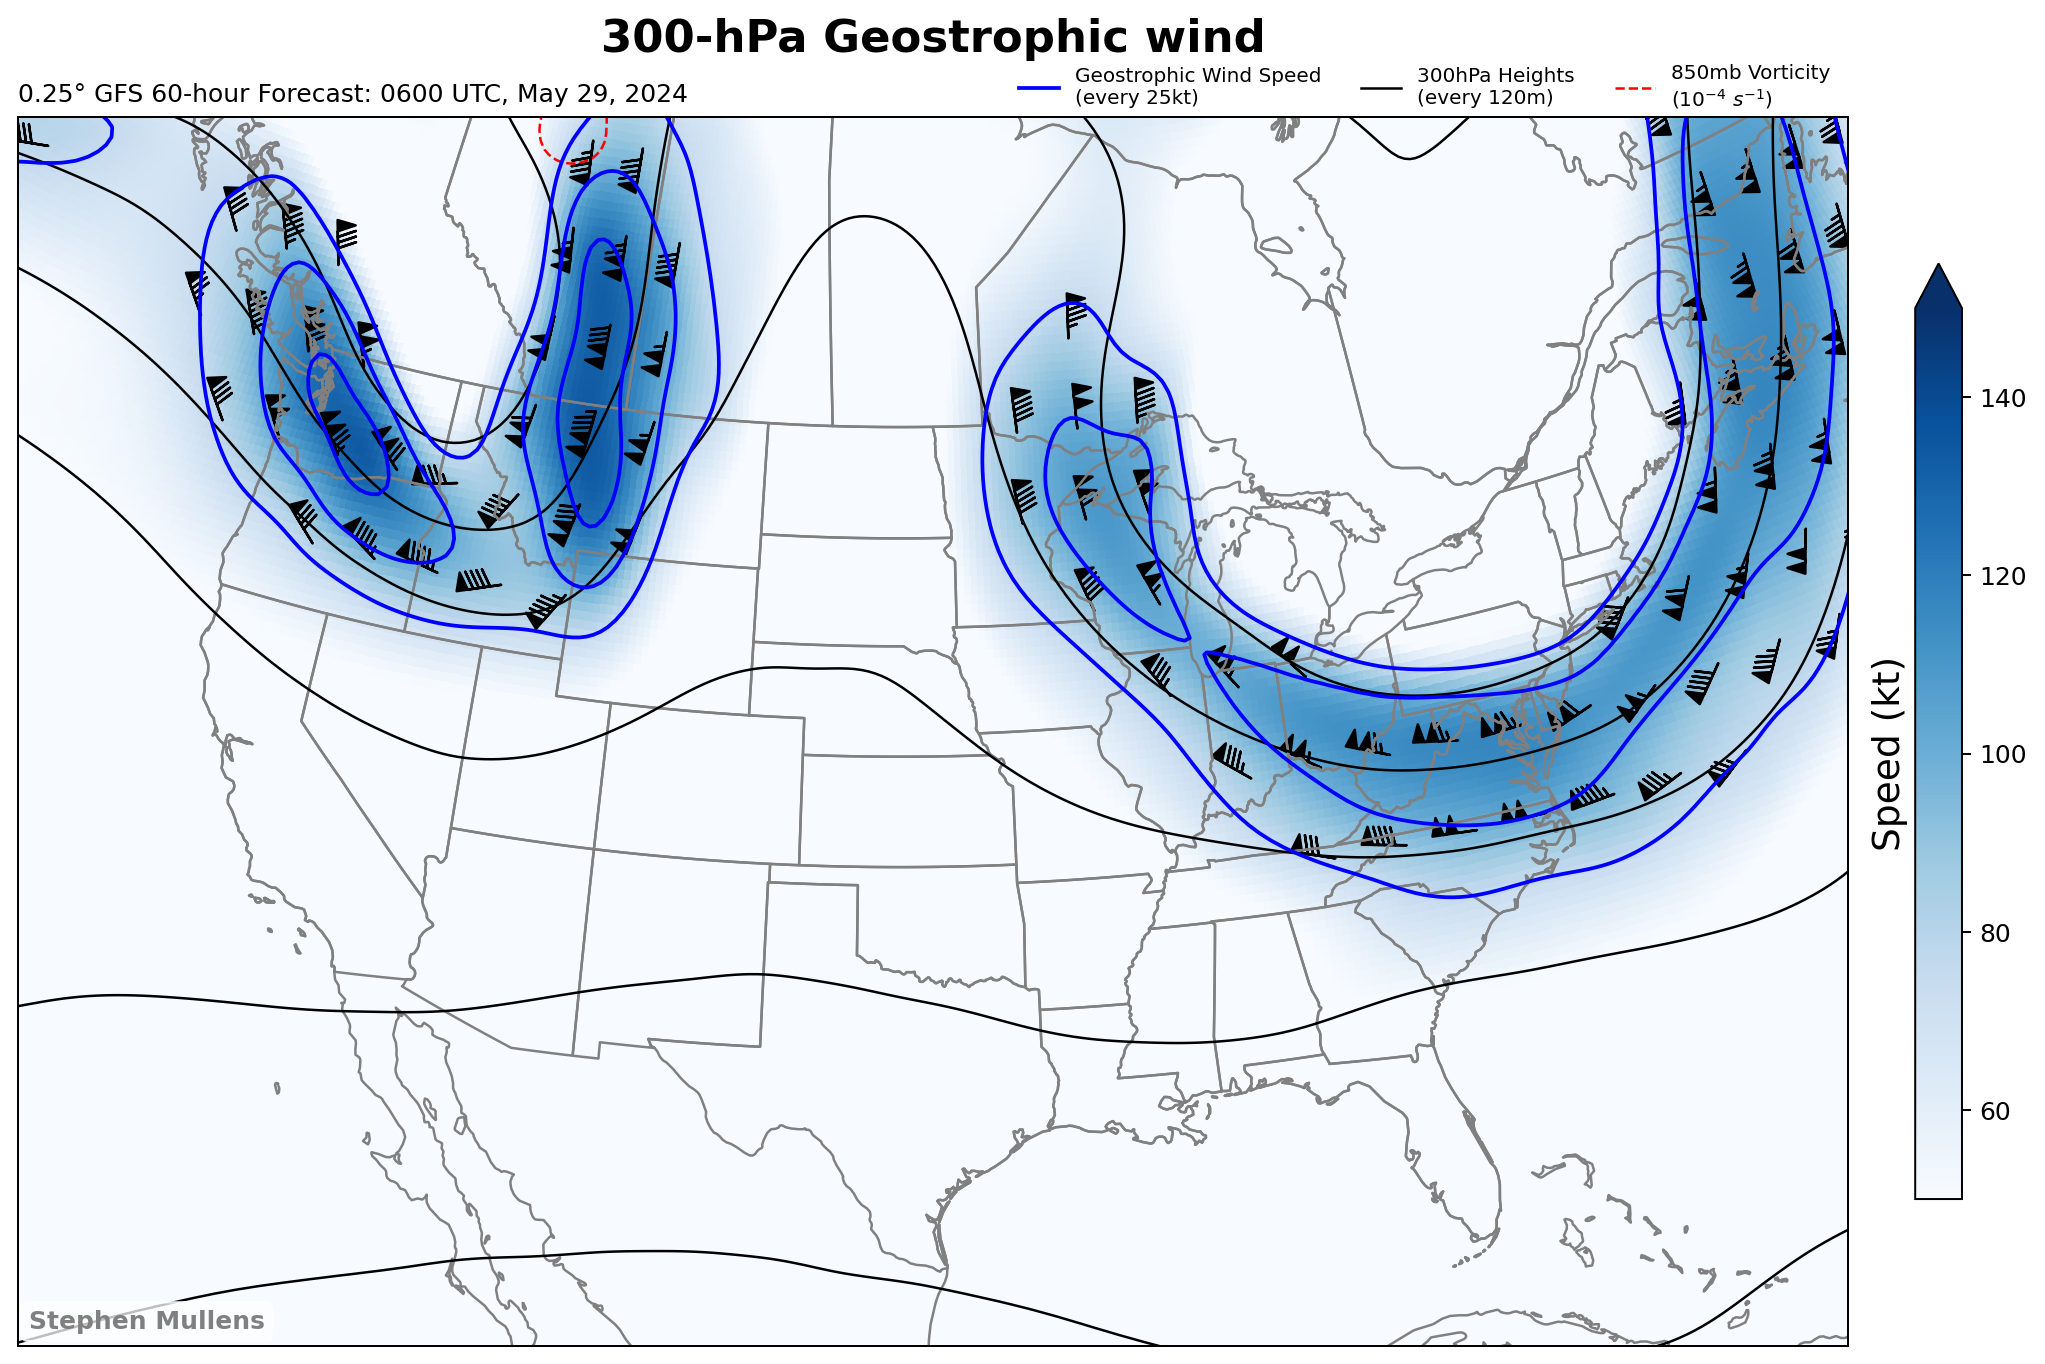 300-hPa Geostrophic wind
0.25° GFS 60-hour Forecast: 0600 UTC, May 29, 2024
Geostrophic Wind Speed
(every 25kt)
300hPa Heights
(every 120m)
850mb Vorticity
(10⁻⁴ s⁻¹)
140
120
100
80
60
Speed (kt)
Stephen Mullens